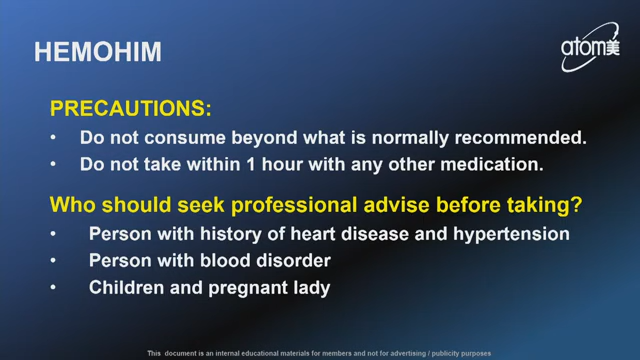 HEMOHIM
atom美
PRECAUTIONS:
• Do not consume beyond what is normally recommended.
• Do not take within 1 hour with any other medication.
Who should seek professional advise before taking?
• Person with history of heart disease and hypertension
• Person with blood disorder
• Children and pregnant lady
This document is an internal educational materials for members and not for advertising / publicity purposes